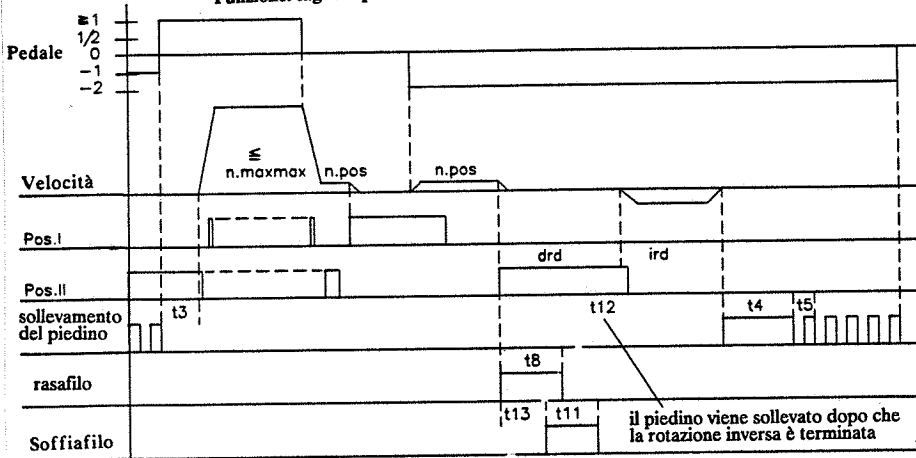 ≧1
1/2
Pedale 0
-1
-2
≦
n.maxmax n.pos n.pos
Velocità
Pos.I
drd ird
Pos.II
sollevamento
del piedino
t3 t12 t4 t5
t8
rasafilo
t13 t11
il piedino viene sollevato dopo che
la rotazione inversa è terminata
Soffiafilo